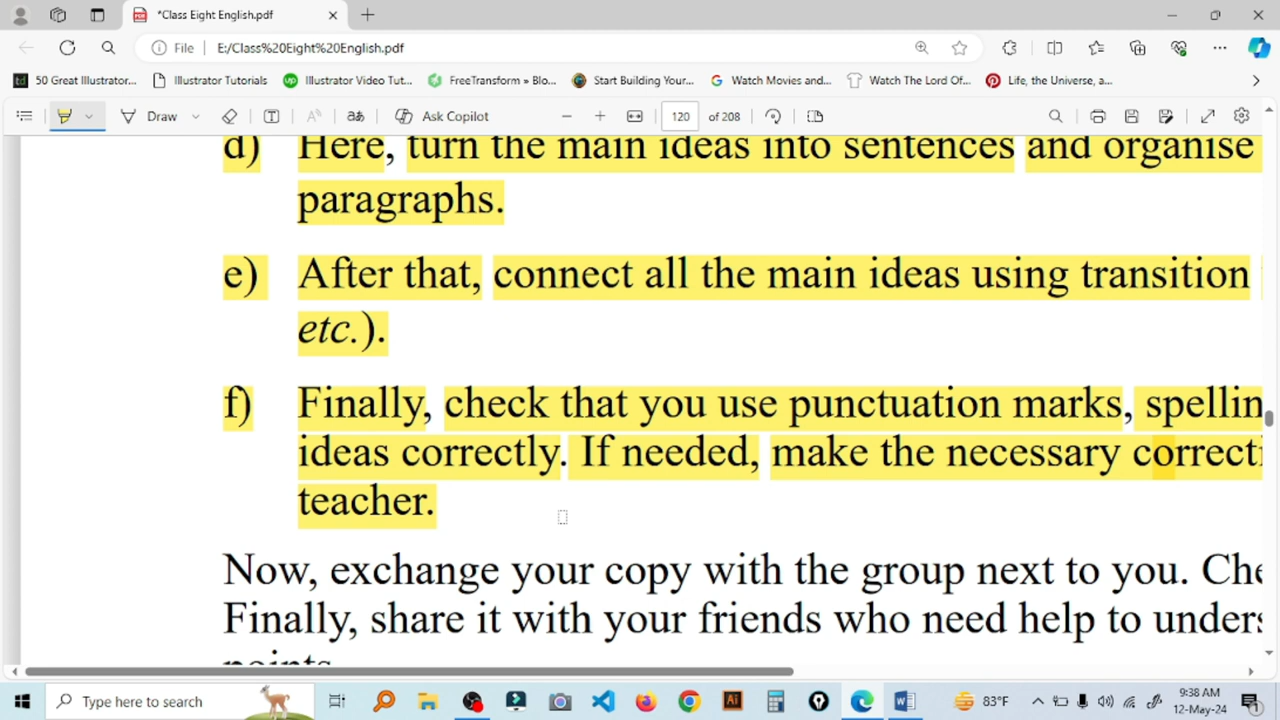 *Class Eight English.pdf
File E:/Class%20Eight%20English.pdf
50 Great Illustrator... Illustrator Tutorials Illustrator Video Tut... FreeTransform » Blo... Start Building Your... Watch Movies and... Watch The Lord Of... Life, the Universe, a...
Draw Ask Copilot 120 of 208
d) Here, turn the main ideas into sentences and organise
paragraphs.
e) After that, connect all the main ideas using transition
etc.).
f) Finally, check that you use punctuation marks, spellin
ideas correctly. If needed, make the necessary correcti
teacher.
Now, exchange your copy with the group next to you. Che
Finally, share it with your friends who need help to unders
points
Type here to search 83°F 9:38 AM
12-May-24